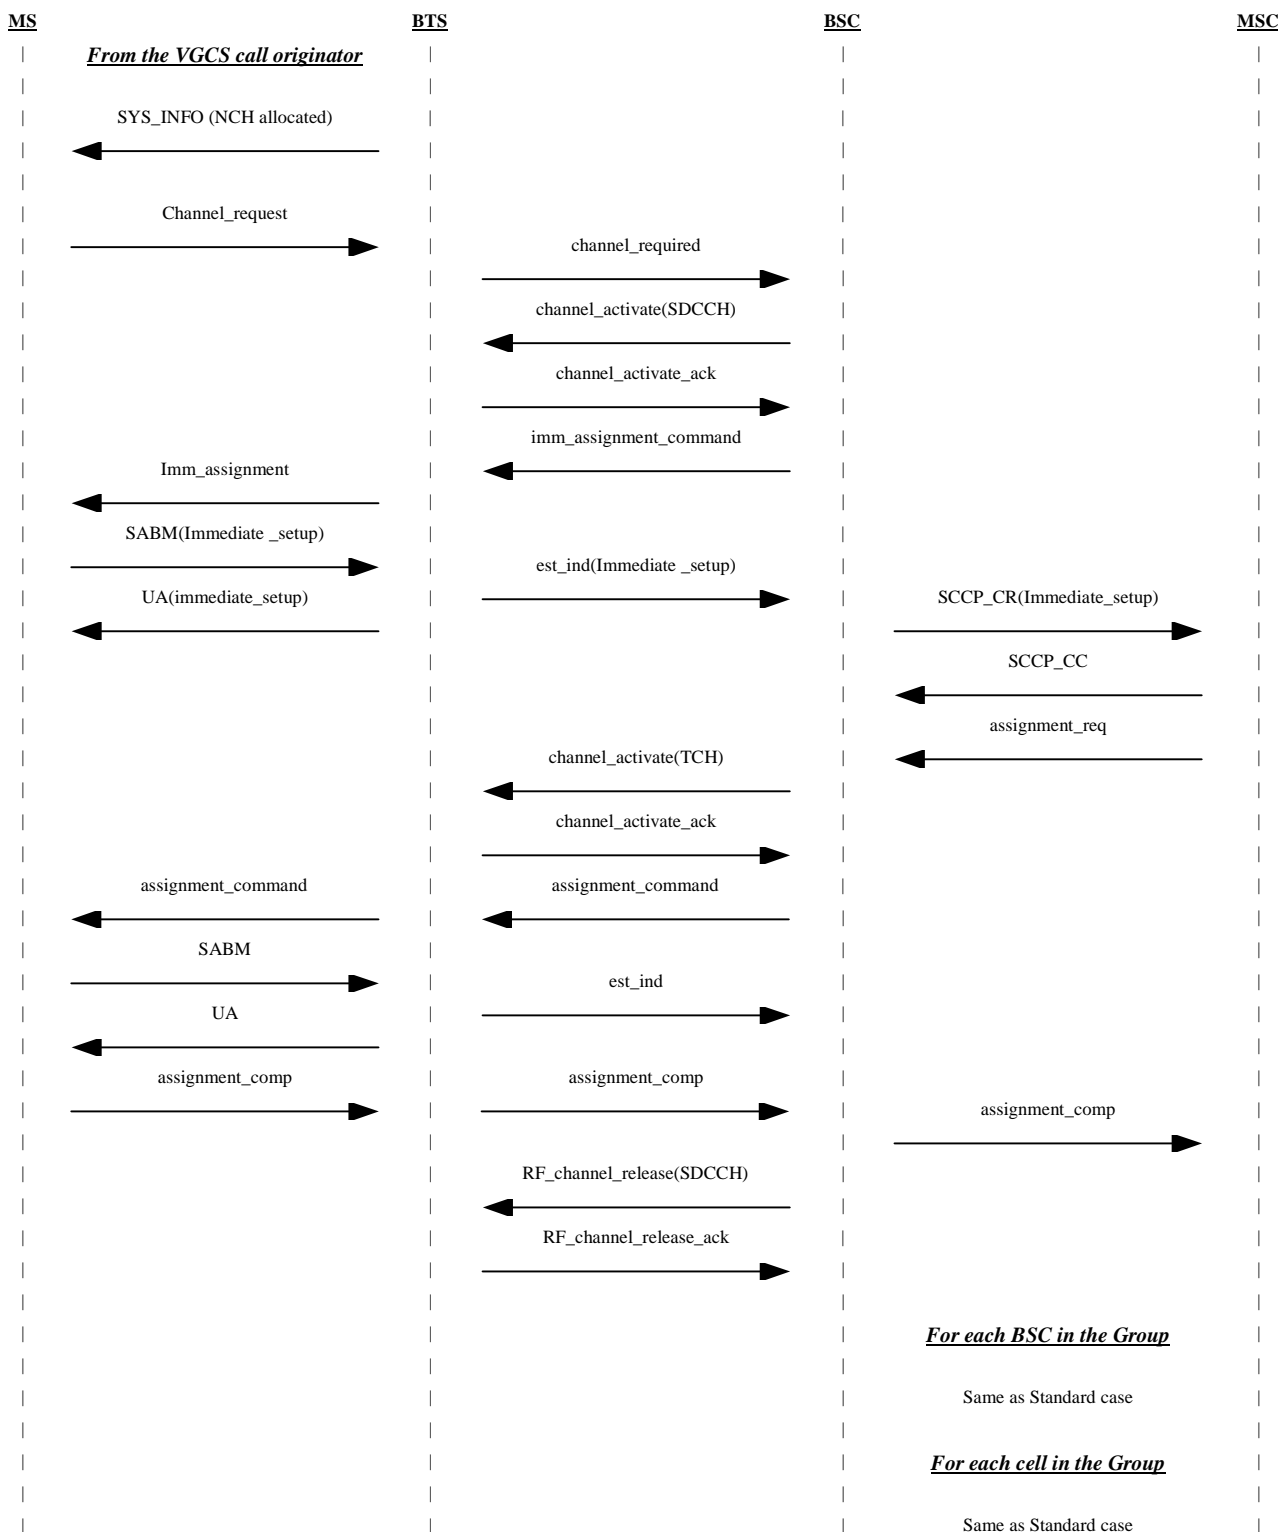 MS BTS BSC MSC
From the VGCS call originator
SYS_INFO (NCH allocated)
Channel_request
channel_required
channel_activate(SDCCH)
channel_activate_ack
imm_assignment_command
Imm_assignment
SABM(Immediate _setup)
est_ind(Immediate _setup)
UA(immediate_setup)
SCCP_CR(Immediate_setup)
SCCP_CC
assignment_req
channel_activate(TCH)
channel_activate_ack
assignment_command assignment_command
SABM
est_ind
UA
assignment_comp assignment_comp
assignment_comp
RF_channel_release(SDCCH)
RF_channel_release_ack
For each BSC in the Group
Same as Standard case
For each cell in the Group
Same as Standard case